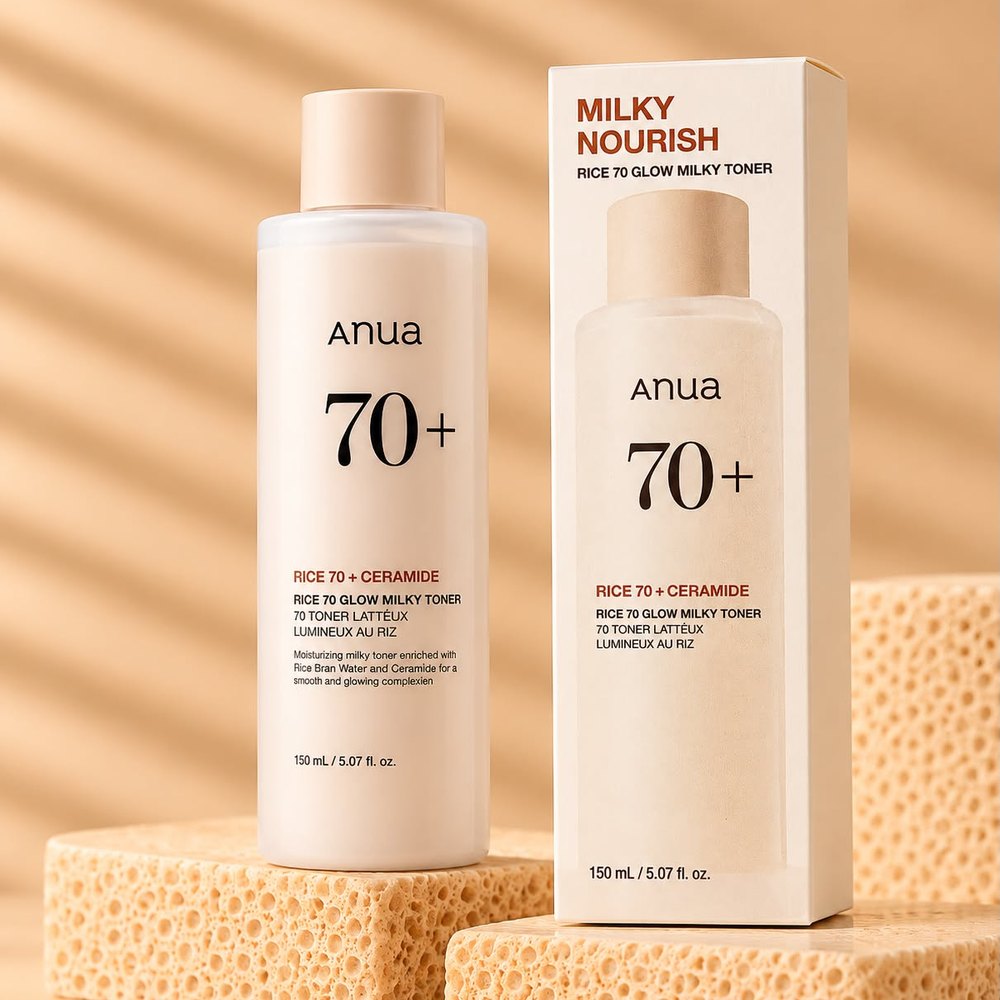 Anua
70+
RICE 70 + CERAMIDE
RICE 70 GLOW MILKY TONER
70 TONER LATTÉUX
LUMINEUX AU RIZ
Moisturizing milky toner enriched with
Rice Bran Water and Ceramide for a
smooth and glowing complexien
150 mL / 5.07 fl. oz.
MILKY
NOURISH
RICE 70 GLOW MILKY TONER
Anua
70+
RICE 70 + CERAMIDE
RICE 70 GLOW MILKY TONER
70 TONER LATTÉUX
LUMINEUX AU RIZ
150 mL / 5.07 fl. oz.